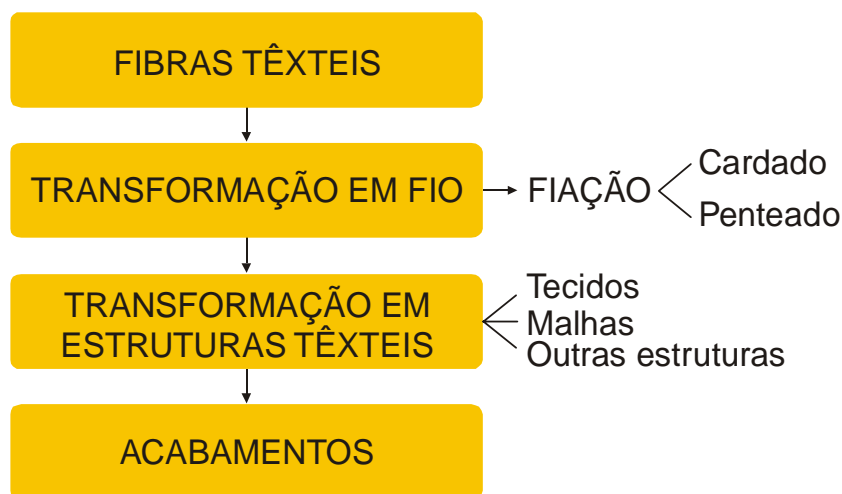 FIBRAS TÊXTEIS
TRANSFORMAÇÃO EM FIO
FIAÇÃO
Cardado
Penteado
TRANSFORMAÇÃO EM
ESTRUTURAS TÊXTEIS
Tecidos
Malhas
Outras estruturas
ACABAMENTOS